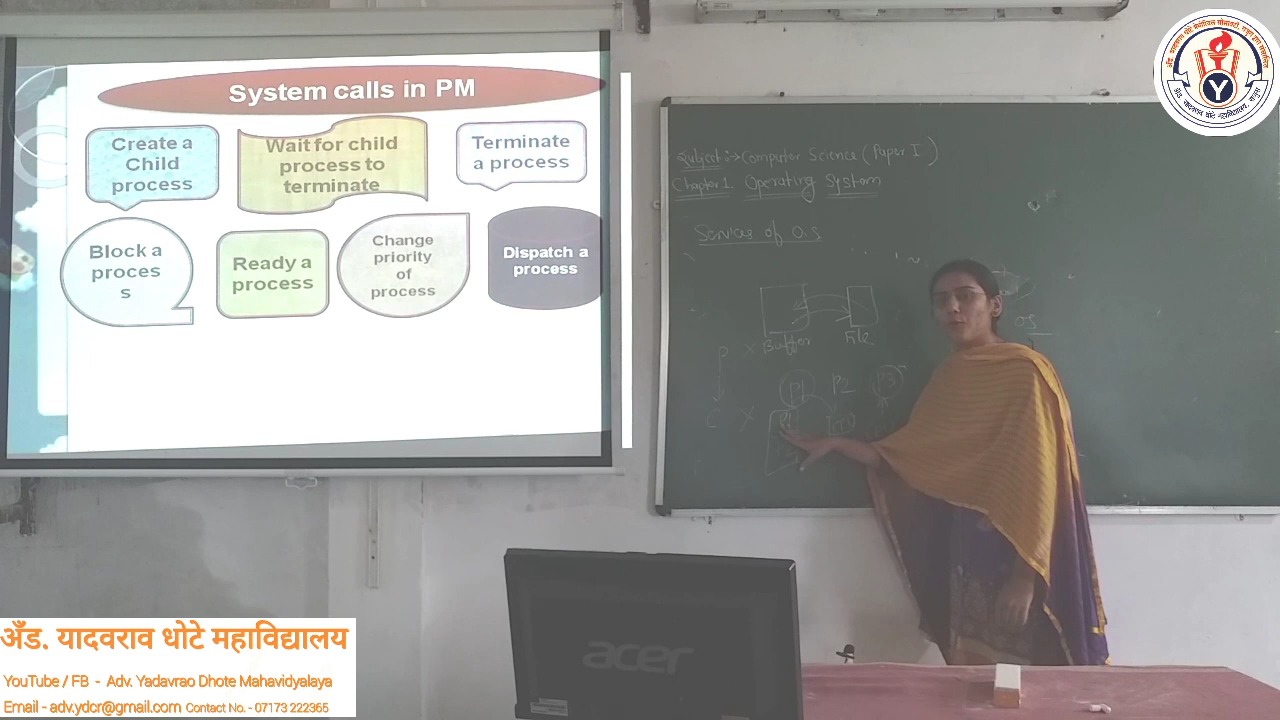 System calls in PM
Create a
Child
process
Wait for child
process to
terminate
Terminate
a process
Block a
proces
s
Ready a
process
Change
priority
of
process
Dispatch a
process
Subject:→ Computer Science (Paper I)
Chapter 1. Operating System
Services of O.S
Buffer
File
OS
P
X
P1
P2
P3
C
X
acer
Y
अ‍ॅड. यादवराव धोटे महाविद्यालय
YouTube / FB - Adv. Yadavrao Dhote Mahavidyalaya
Email - adv.ydcr@gmail.com Contact No. - 07173 222365